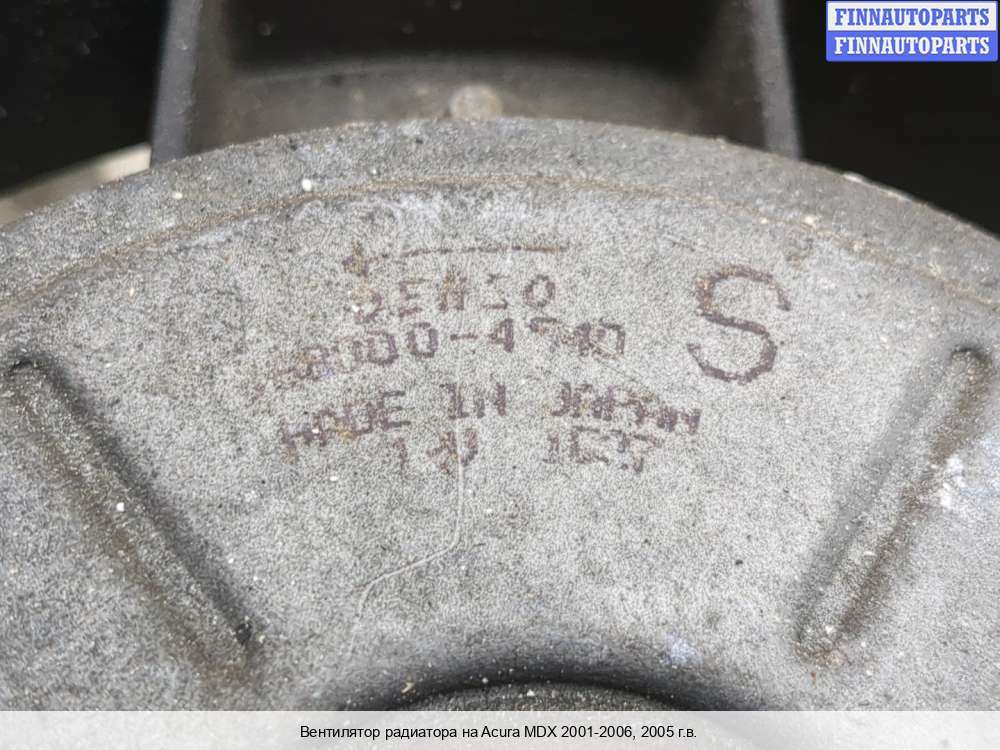 FINNAUTOPARTS
FINNAUTOPARTS
DENSO
S
MADE IN JAPAN
Вентилятор радиатора на Acura MDX 2001-2006, 2005 г.в.